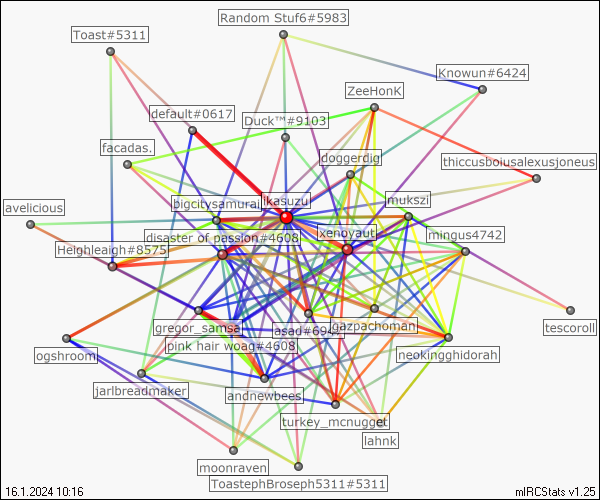 Random Stuf6#5983
Toast#5311
Knowun#6424
ZeeHonK
default#0617
Duck™#9103
facadas.
doggerdig
thiccusboiusalexusjoneus
bigcitysamurai
ikasuzu
mukszi
avelicious
disaster of passion#4608
xenoyaut
mingus4742
Heighleaigh#8575
gregor_samsa
gazpachoman
tescoroll
pink hair woag#4608
ogshroom
neokingghidorah
jarlbreadmaker
andnewbees
turkey_mcnugget
lahnk
moonraven
ToastephBroseph5311#5311
16.1.2024 10:16
mIRCStats v1.25